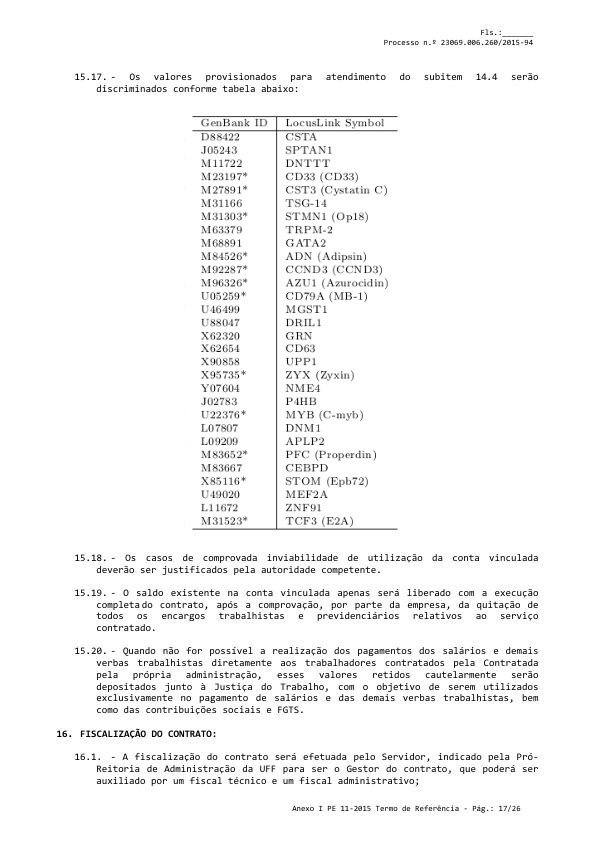 Fls.:_______
Processo n.º 23069.006.260/2015-94
15.17. - Os valores provisionados para atendimento do subitem 14.4 serão
discriminados conforme tabela abaixo:
GenBank ID LocusLink Symbol
D88422 CSTA
J05243 SPTAN1
M11722 DNTTT
M23197* CD33 (CD33)
M27891* CST3 (Cystatin C)
M31166 TSG-14
M31303* STMN1 (Op18)
M63379 TRPM-2
M68891 GATA2
M84526* ADN (Adipsin)
M92287* CCND3 (CCND3)
M96326* AZU1 (Azurocidin)
U05259* CD79A (MB-1)
U46499 MGST1
U88047 DRIL1
X62320 GRN
X62654 CD63
X90858 UPP1
X95735* ZYX (Zyxin)
Y07604 NME4
J02783 P4HB
U22376* MYB (C-myb)
L07807 DNM1
L09209 APLP2
M83652* PFC (Properdin)
M83667 CEBPD
X85116* STOM (Epb72)
U49020 MEF2A
L11672 ZNF91
M31523* TCF3 (E2A)
15.18. - Os casos de comprovada inviabilidade de utilização da conta vinculada
deverão ser justificados pela autoridade competente.
15.19. - O saldo existente na conta vinculada apenas será liberado com a execução
completado contrato, após a comprovação, por parte da empresa, da quitação de
todos os encargos trabalhistas e previdenciários relativos ao serviço
contratado.
15.20. - Quando não for possível a realização dos pagamentos dos salários e demais
verbas trabalhistas diretamente aos trabalhadores contratados pela Contratada
pela própria administração, esses valores retidos cautelarmente serão
depositados junto à Justiça do Trabalho, com o objetivo de serem utilizados
exclusivamente no pagamento de salários e das demais verbas trabalhistas, bem
como das contribuições sociais e FGTS.
16. FISCALIZAÇÃO DO CONTRATO:
16.1. - A fiscalização do contrato será efetuada pelo Servidor, indicado pela Pró-
Reitoria de Administração da UFF para ser o Gestor do contrato, que poderá ser
auxiliado por um fiscal técnico e um fiscal administrativo;
Anexo I PE 11-2015 Termo de Referência - Pág.: 17/26